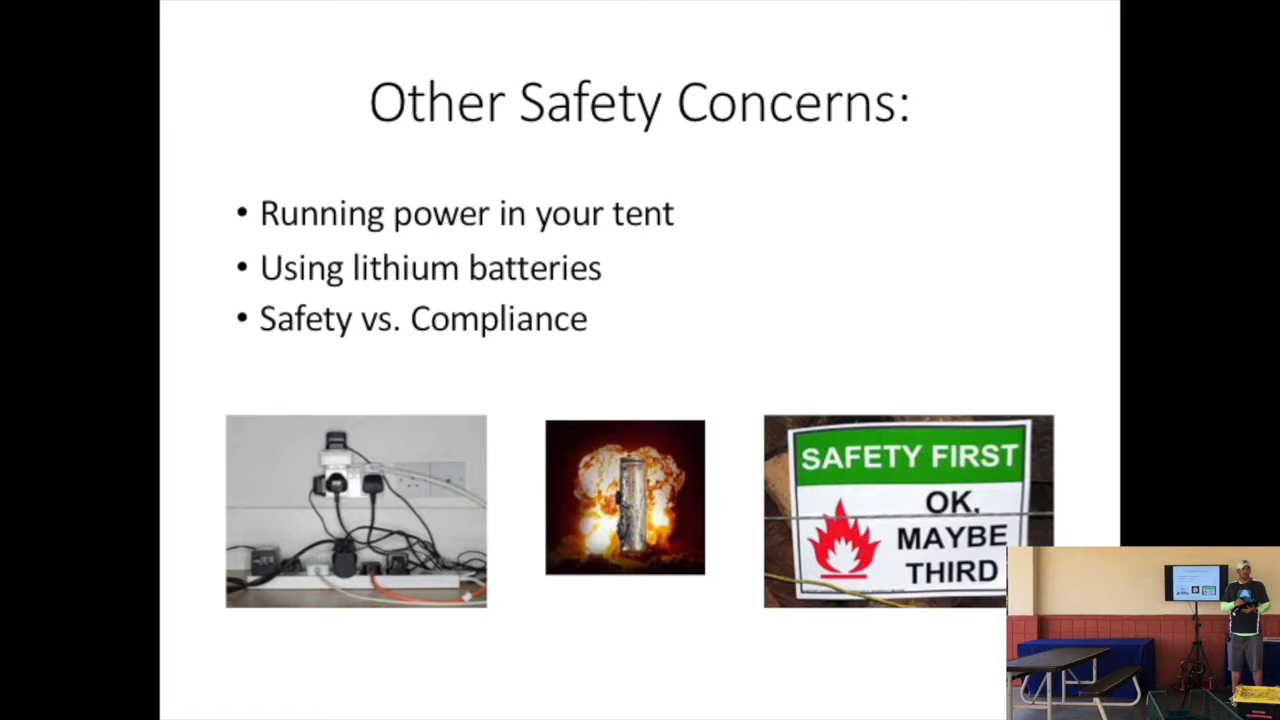 Other Safety Concerns:
• Running power in your tent
• Using lithium batteries
• Safety vs. Compliance
SAFETY FIRST
OK,
MAYBE
THIRD